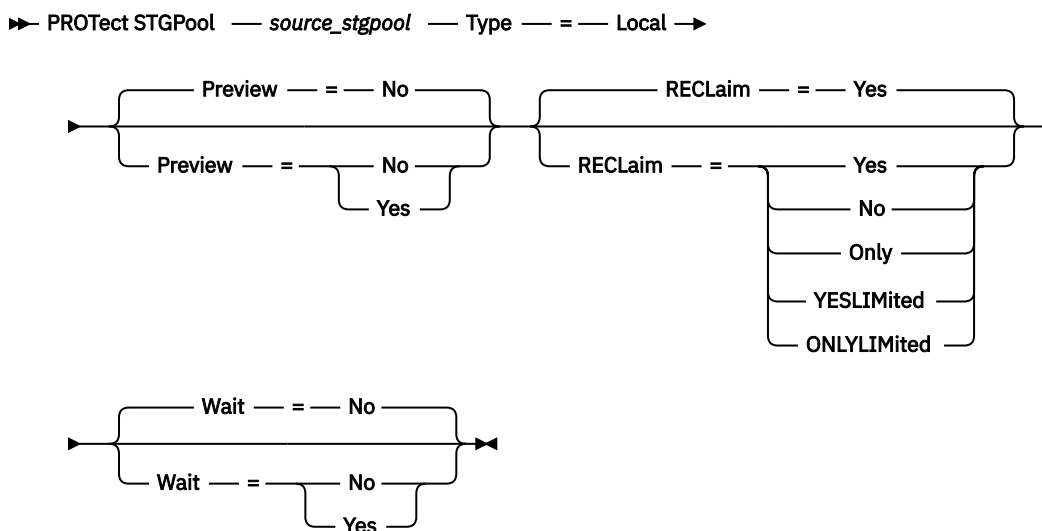 PROTect STGPool source_stgpool Type = Local
Preview = No RECLaim = Yes
Preview = No RECLaim = Yes
Yes No
Only
YESLIMited
ONLYLIMited
Wait = No
Wait = No
Yes